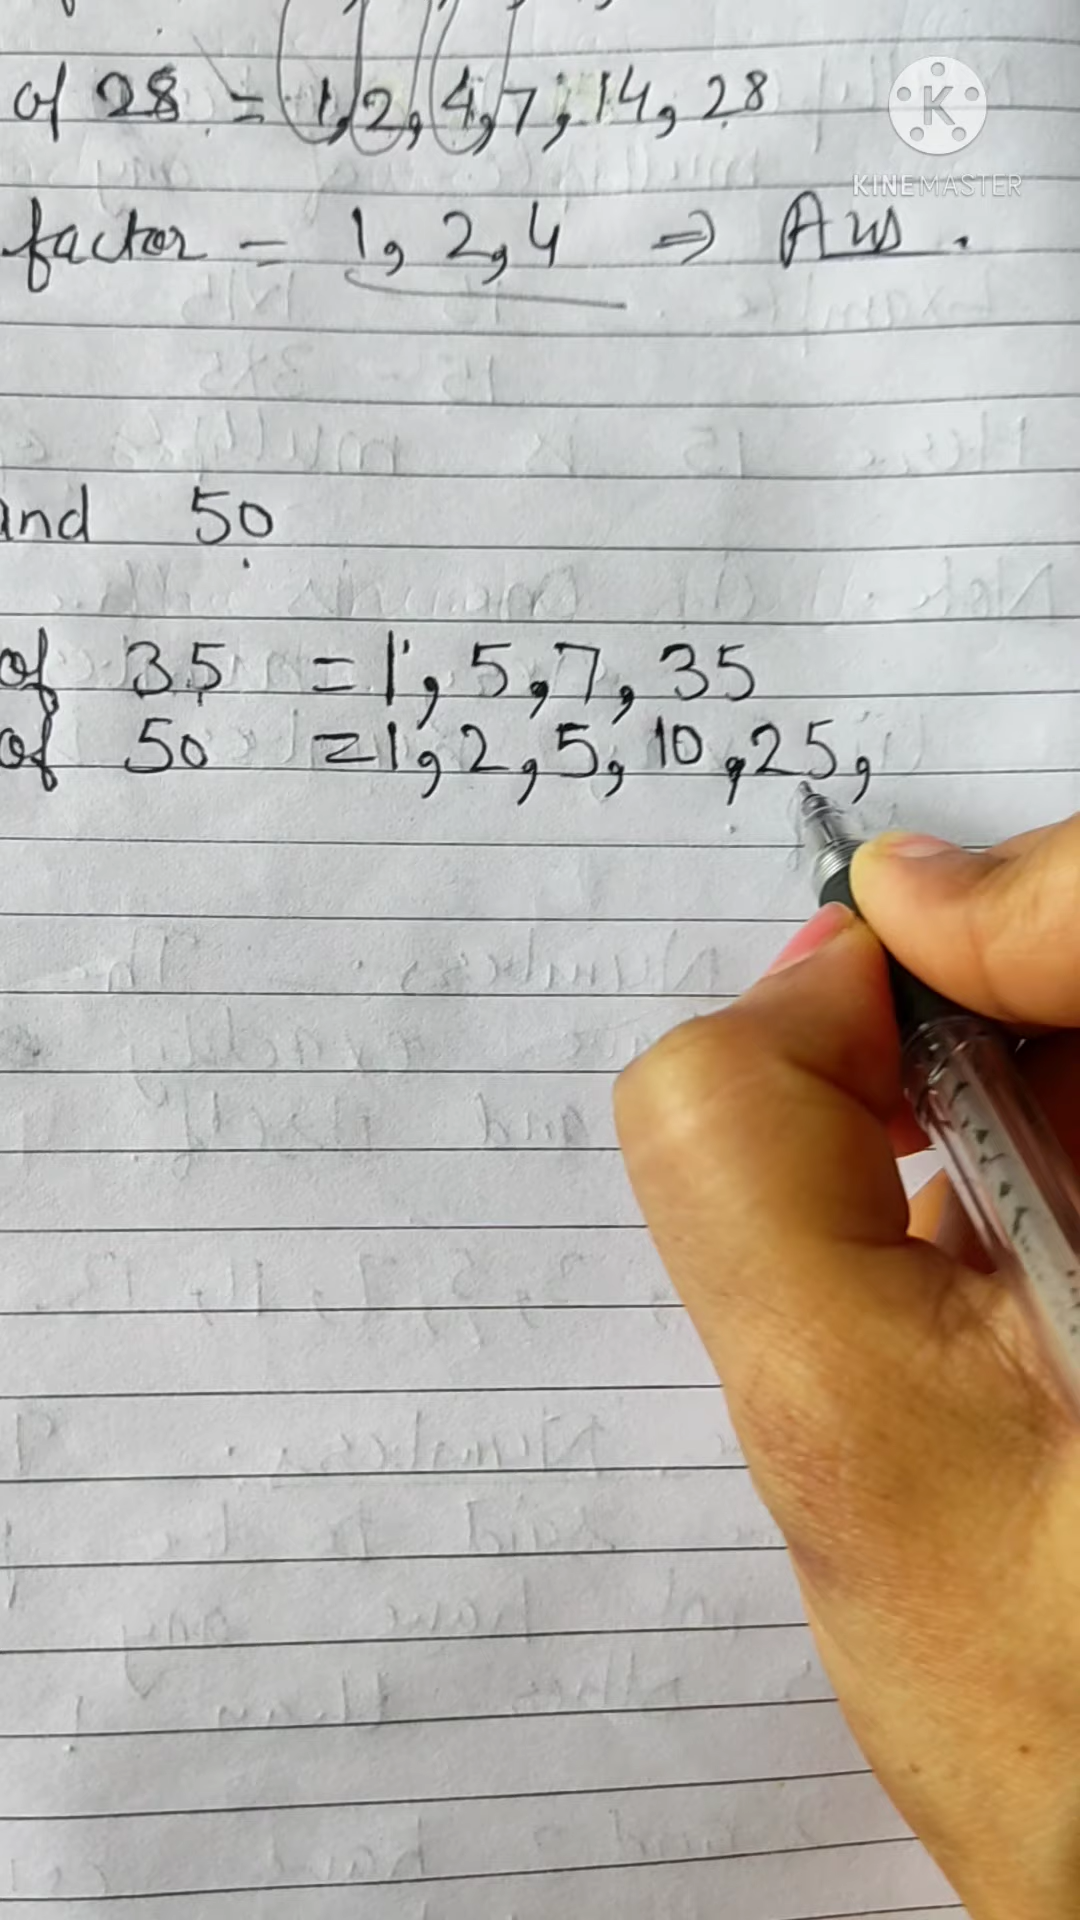 of 28 = 1, 2, 4, 7, 14, 28
KINEMASTER
factor = 1, 2, 4 ⇒ Ans.
and 50
of 35 = 1, 5, 7, 35
of 50 = 1, 2, 5, 10, 25,